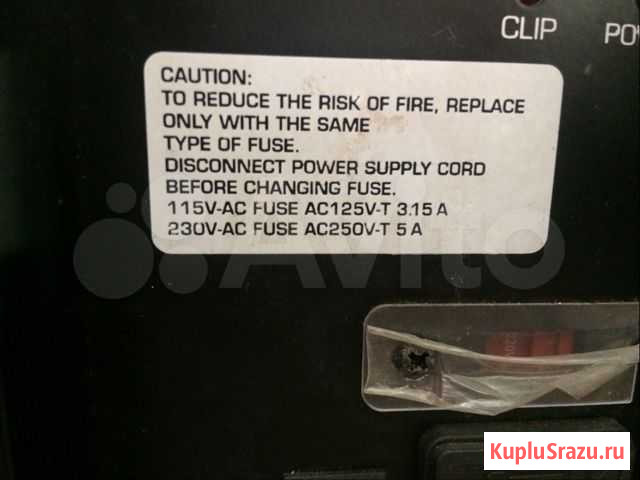 CLIP
CAUTION:
TO REDUCE THE RISK OF FIRE, REPLACE
ONLY WITH THE SAME
TYPE OF FUSE.
DISCONNECT POWER SUPPLY CORD
BEFORE CHANGING FUSE.
115V-AC FUSE AC125V-T 3.15 A
230V-AC FUSE AC250V-T 5 A
Avito
KupluSrazu.ru